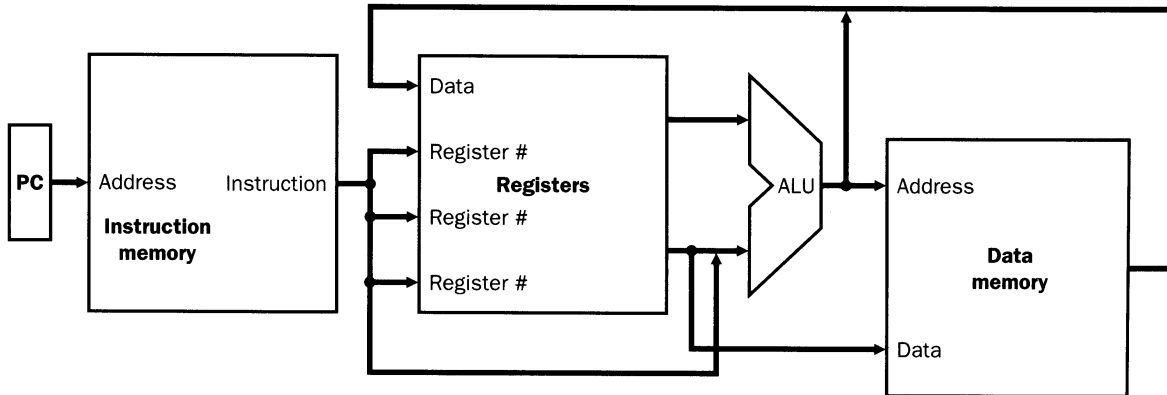 PC
Address
Instruction
Instruction
memory
Data
Register #
Registers
Register #
Register #
ALU
Address
Data
memory
Data